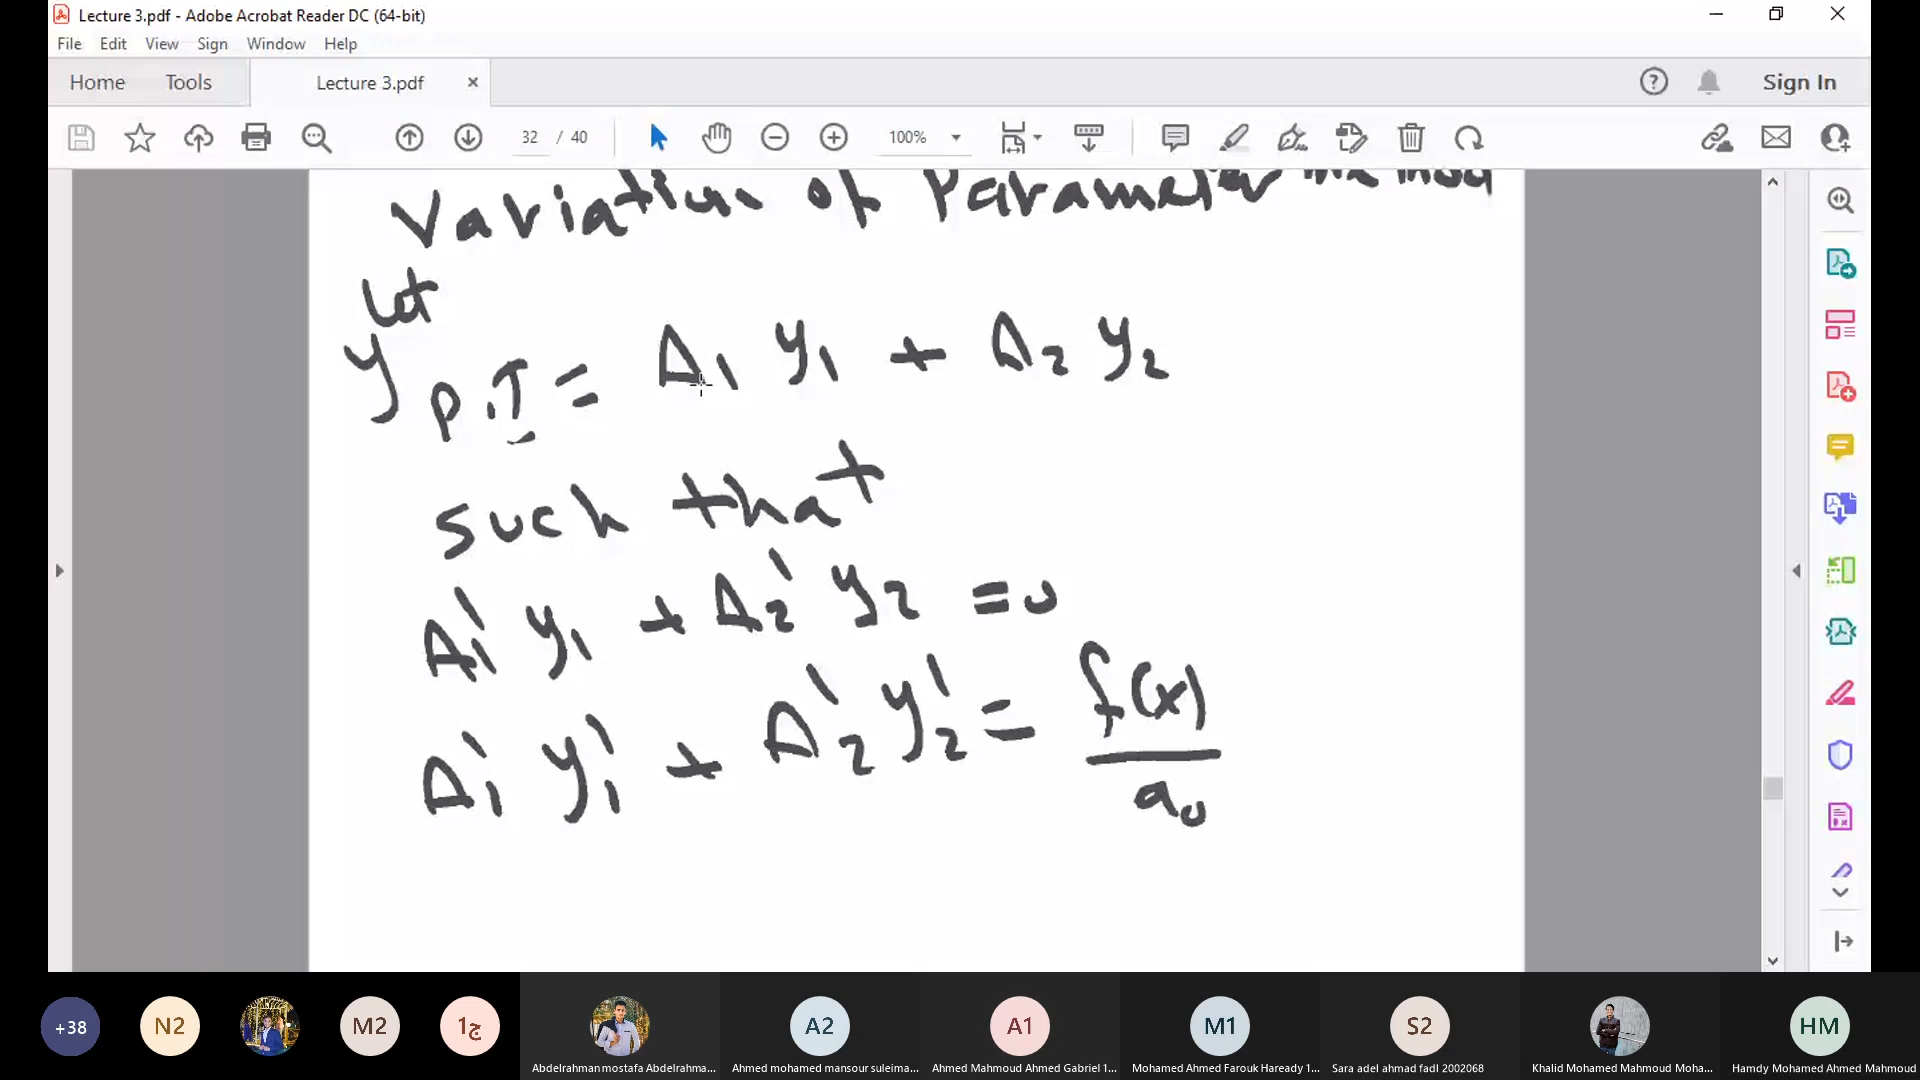 Lecture 3.pdf - Adobe Acrobat Reader DC (64-bit)
File Edit View Sign Window Help
Home Tools Lecture 3.pdf × Sign In
32 / 40 100%
Variation of Parameter method
Let
y P.I = A1 y1 + A2 y2
such that
A1' y1 + A2' y2 = 0
A1' y1' + A2' y2' = f(x)
a0
+38 N2 M2 ج1 A2 A1 M1 S2 HM
Abdelrahman mostafa Abdelrahma... Ahmed mohamed mansour suleima... Ahmed Mahmoud Ahmed Gabriel 1... Mohamed Ahmed Farouk Haready 1... Sara adel ahmad fadl 2002068 Khalid Mohamed Mahmoud Moha... Hamdy Mohamed Ahmed Mahmoud